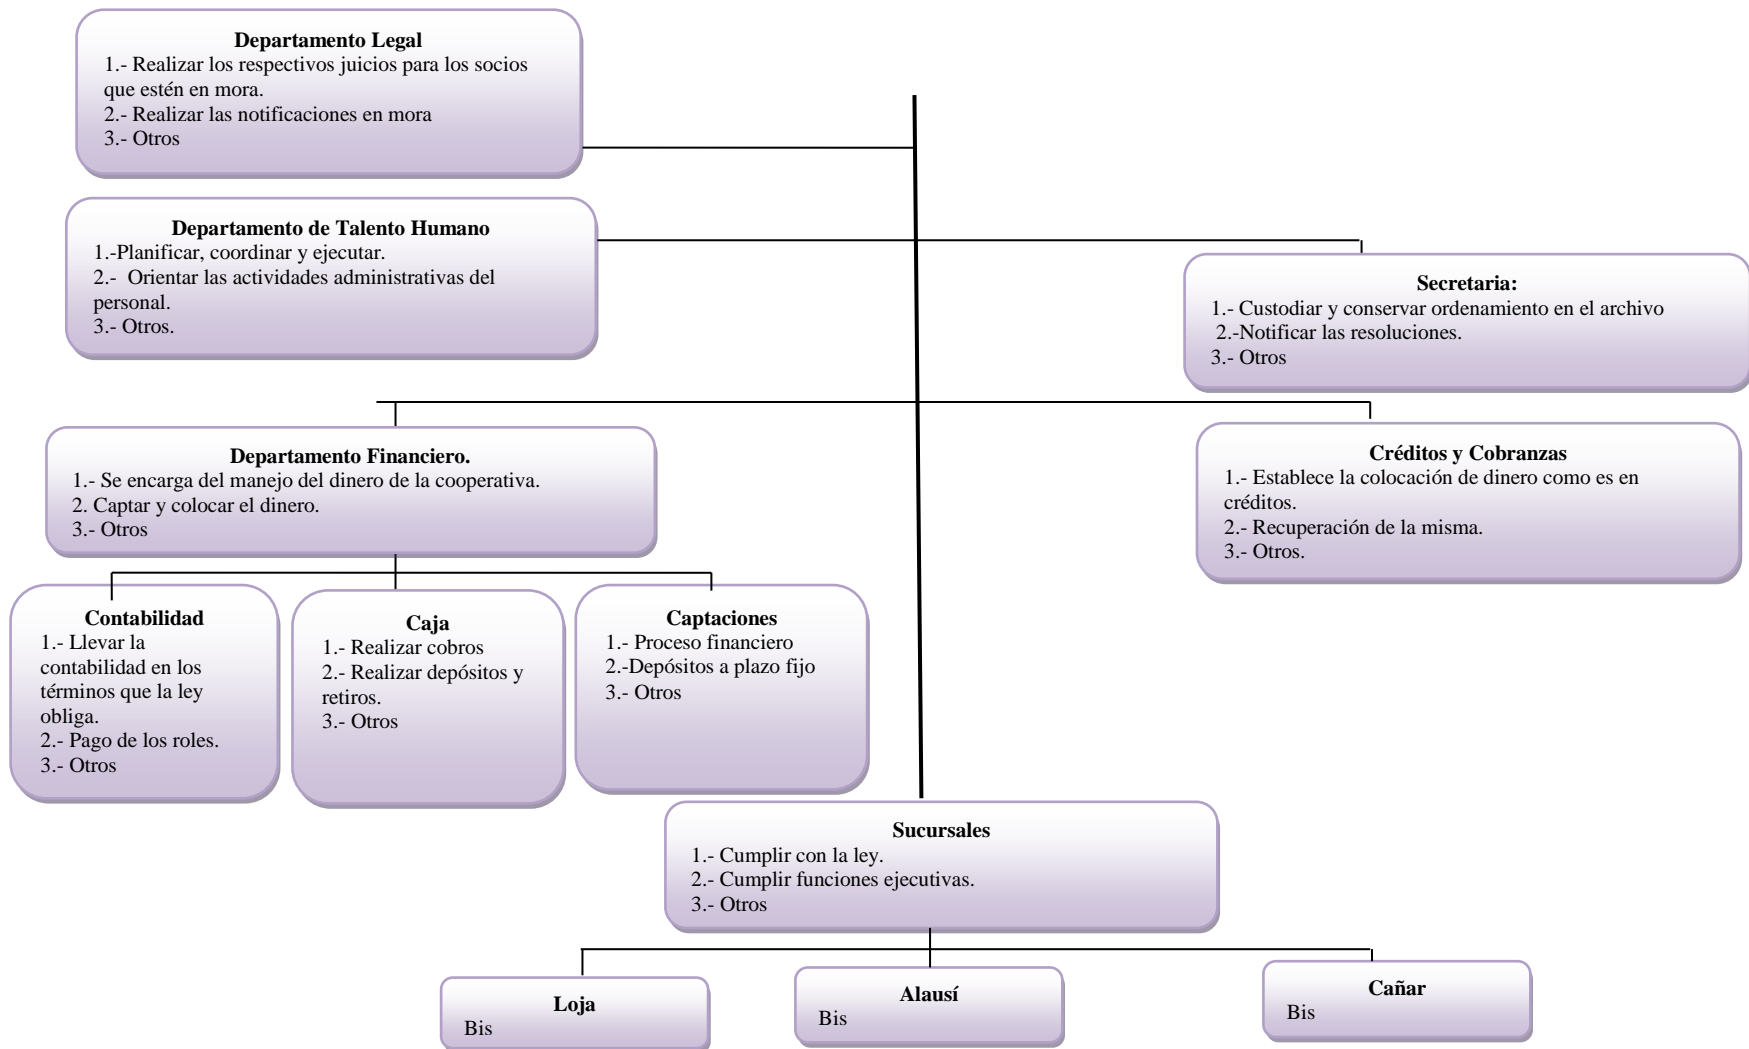 Departamento Legal
1.- Realizar los respectivos juicios para los socios
que estén en mora.
2.- Realizar las notificaciones en mora
3.- Otros
Departamento de Talento Humano
1.-Planificar, coordinar y ejecutar.
2.- Orientar las actividades administrativas del
personal.
3.- Otros.
Secretaria:
1.- Custodiar y conservar ordenamiento en el archivo
2.-Notificar las resoluciones.
3.- Otros
Departamento Financiero.
1.- Se encarga del manejo del dinero de la cooperativa.
2. Captar y colocar el dinero.
3.- Otros
Créditos y Cobranzas
1.- Establece la colocación de dinero como es en
créditos.
2.- Recuperación de la misma.
3.- Otros.
Contabilidad
1.- Llevar la
contabilidad en los
términos que la ley
obliga.
2.- Pago de los roles.
3.- Otros
Caja
1.- Realizar cobros
2.- Realizar depósitos y
retiros.
3.- Otros
Captaciones
1.- Proceso financiero
2.-Depósitos a plazo fijo
3.- Otros
Sucursales
1.- Cumplir con la ley.
2.- Cumplir funciones ejecutivas.
3.- Otros
Loja
Bis
Alausí
Bis
Cañar
Bis